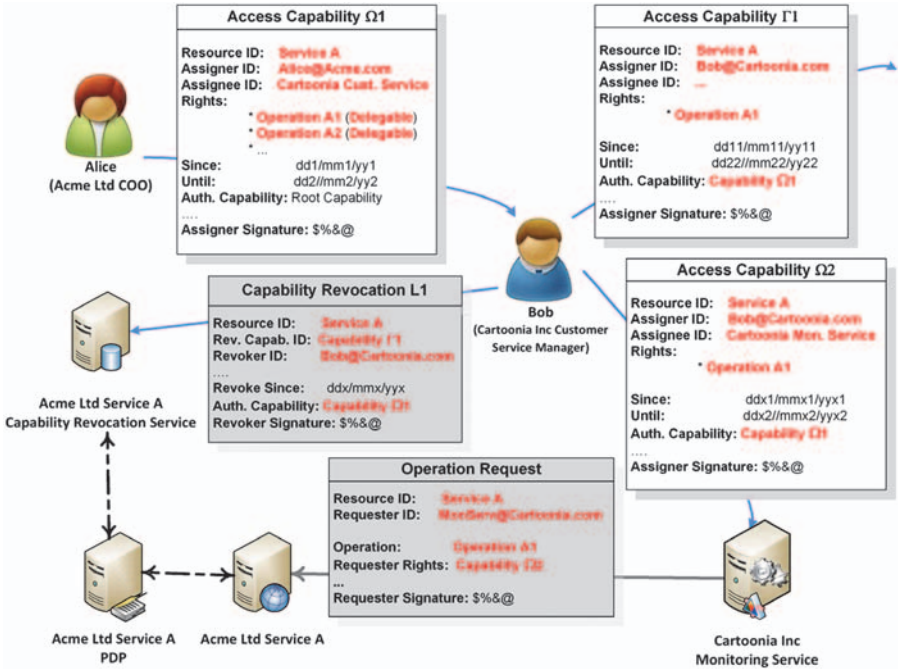 Access Capability Ω1
Resource ID: Service A
Assigner ID: Alice@Acme.com
Assignee ID: Cartoonia Cust. Service
Rights:
* Operation A1 (Delegable)
* Operation A2 (Delegable)
* ...
Since: dd1/mm1/yy1
Until: dd2//mm2/yy2
Auth. Capability: Root Capability
....
Assigner Signature: $%&@
Alice
(Acme Ltd COO)
Access Capability Γ1
Resource ID: Service A
Assigner ID: Bob@Cartoonia.com
Assignee ID: ...
Rights:
* Operation A1
Since: dd11/mm11/yy11
Until: dd22//mm22/yy22
Auth. Capability: Capability Ω1
....
Assigner Signature: $%&@
Bob
(Cartoonia Inc Customer
Service Manager)
Capability Revocation L1
Resource ID: Service A
Rev. Capab. ID: Capability Γ1
Revoker ID: Bob@Cartoonia.com
....
Revoke Since: ddx/mmx/yyx
Auth. Capability: Capability Ω1
Revoker Signature: $%&@
Acme Ltd Service A
Capability Revocation Service
Access Capability Ω2
Resource ID: Service A
Assigner ID: Bob@Cartoonia.com
Assignee ID: Cartoonia Mon. Service
Rights:
* Operation A1
Since: ddx1/mmx1/yyx1
Until: ddx2//mmx2/yyx2
Auth. Capability: Capability Ω1
....
Assigner Signature: $%&@
Operation Request
Resource ID: Service A
Requester ID:
Operation: Operation A1
Requester Rights: Capability Ω2
...
Requester Signature: $%&@
Acme Ltd Service A
PDP
Acme Ltd Service A
Cartoonia Inc
Monitoring Service